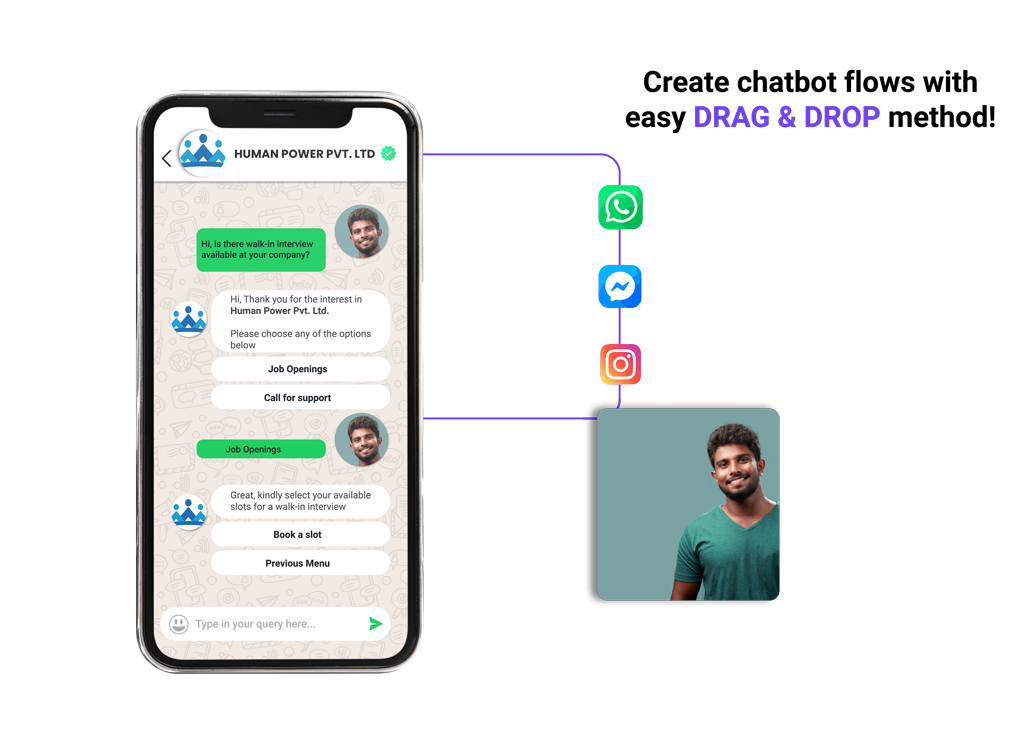 Create chatbot flows with
easy DRAG & DROP method!
HUMAN POWER PVT. LTD
Hi, is there walk-in interview
available at your company?
Hi, Thank you for the interest in
Human Power Pvt. Ltd.
Please choose any of the options
below
Job Openings
Call for support
Job Openings
Great, kindly select your available
slots for a walk-in interview
Book a slot
Previous Menu
Type in your query here...